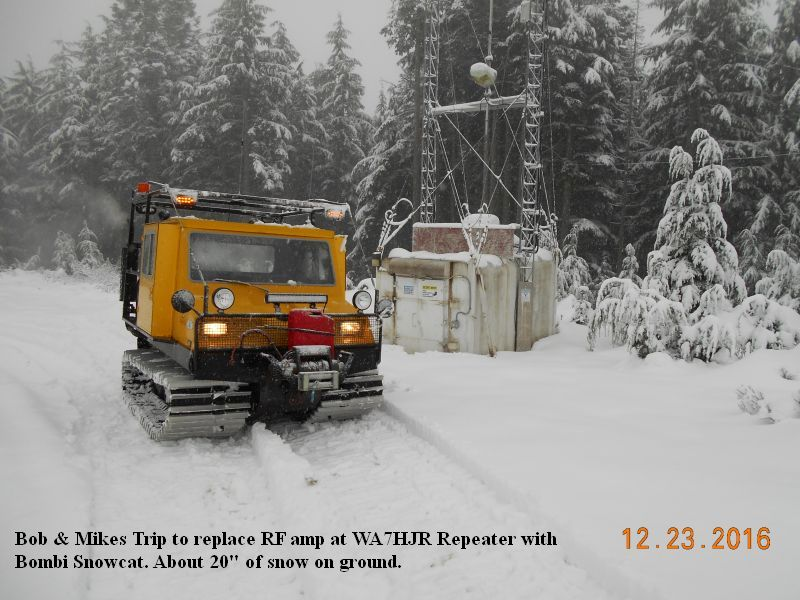 Bob & Mikes Trip to replace RF amp at WA7HJR Repeater with
Bombi Snowcat. About 20" of snow on ground.
12.23.2016